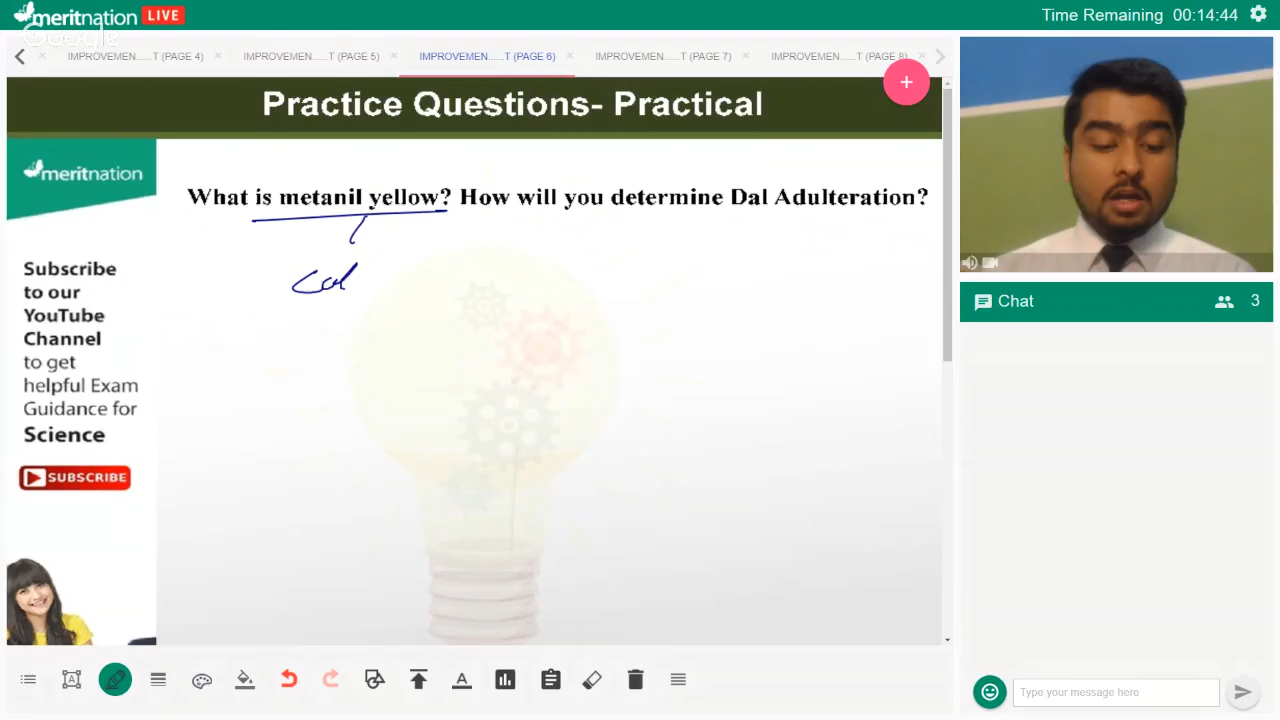 meritnation LIVE
Google
Time Remaining 00:14:44
IMPROVEMEN......T (PAGE 4) × IMPROVEMEN......T (PAGE 5) × IMPROVEMEN......T (PAGE 6) × IMPROVEMEN......T (PAGE 7) × IMPROVEMEN......T (PAGE 8) ×
Practice Questions- Practical
meritnation
What is metanil yellow? How will you determine Dal Adulteration?
Col
Subscribe
to our
YouTube
Channel
to get
helpful Exam
Guidance for
Science
SUBSCRIBE
Chat 3
Type your message here